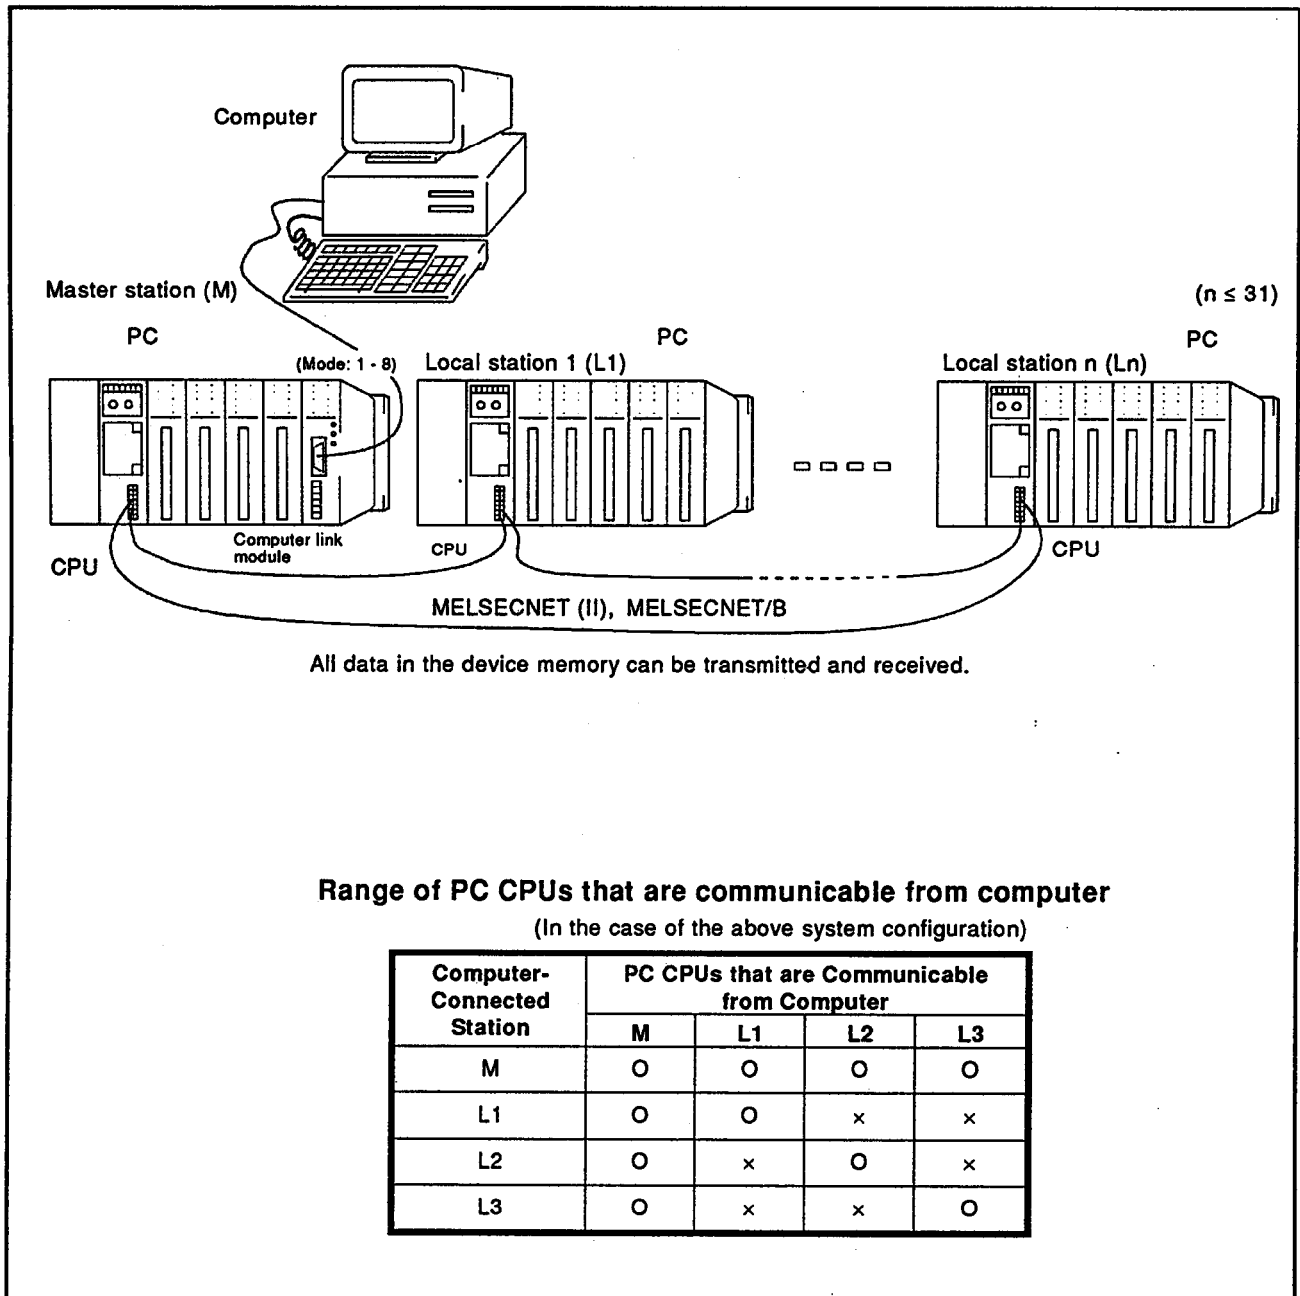 Computer
Master station (M)
(n ≤ 31)
PC
PC
PC
(Mode: 1 - 8)
Local station 1 (L1)
Local station n (Ln)
Computer link
module
CPU
CPU
CPU
MELSECNET (II), MELSECNET/B
All data in the device memory can be transmitted and received.
Range of PC CPUs that are communicable from computer
(In the case of the above system configuration)
Computer-
Connected
Station
PC CPUs that are Communicable
from Computer
M L1 L2 L3
M O O O O
L1 O O × ×
L2 O × O ×
L3 O × × O